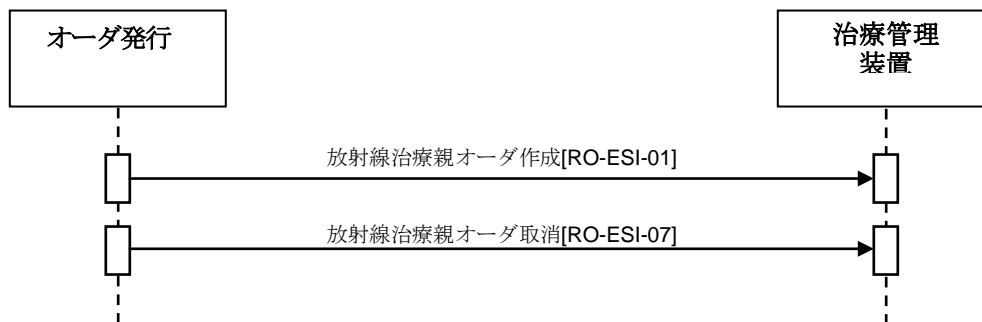 オーダ発行
治療管理
装置
放射線治療親オーダ作成[RO-ESI-01]
放射線治療親オーダ取消[RO-ESI-07]